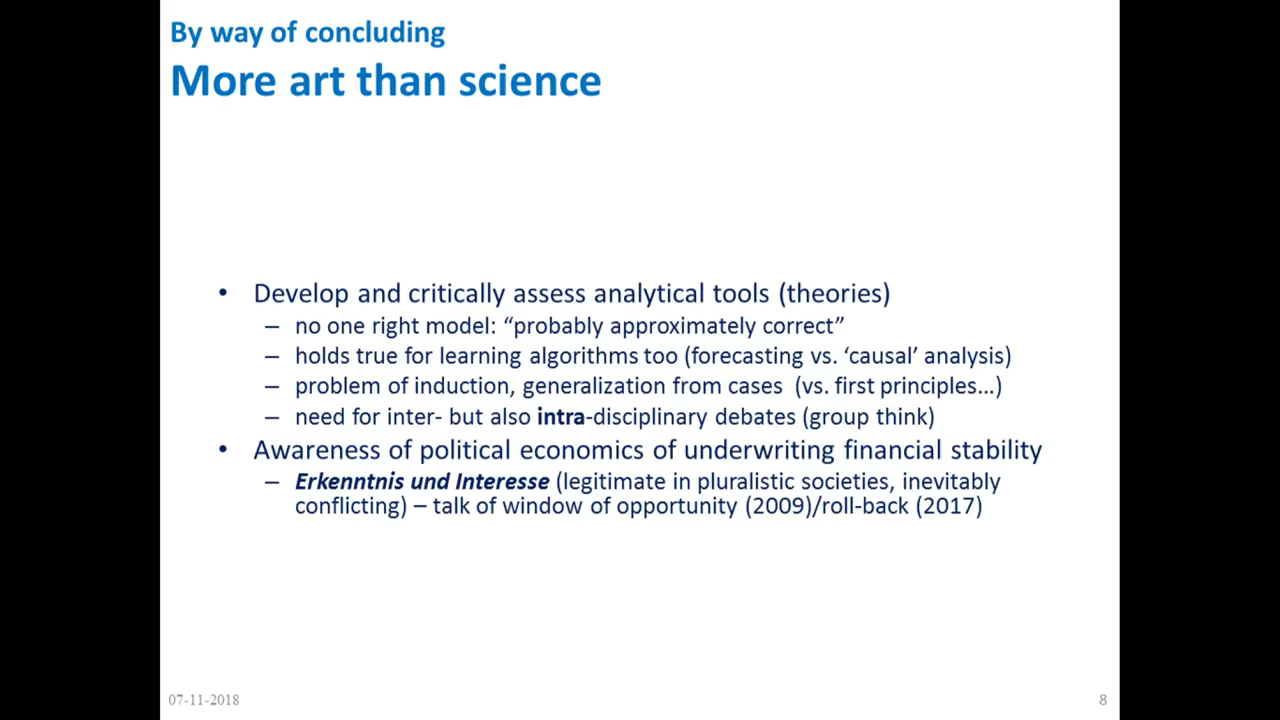 By way of concluding
More art than science
• Develop and critically assess analytical tools (theories)
– no one right model: “probably approximately correct”
– holds true for learning algorithms too (forecasting vs. ‘causal’ analysis)
– problem of induction, generalization from cases (vs. first principles...)
– need for inter- but also intra-disciplinary debates (group think)
• Awareness of political economics of underwriting financial stability
– Erkenntnis und Interesse (legitimate in pluralistic societies, inevitably
conflicting) – talk of window of opportunity (2009)/roll-back (2017)
07-11-2018
8